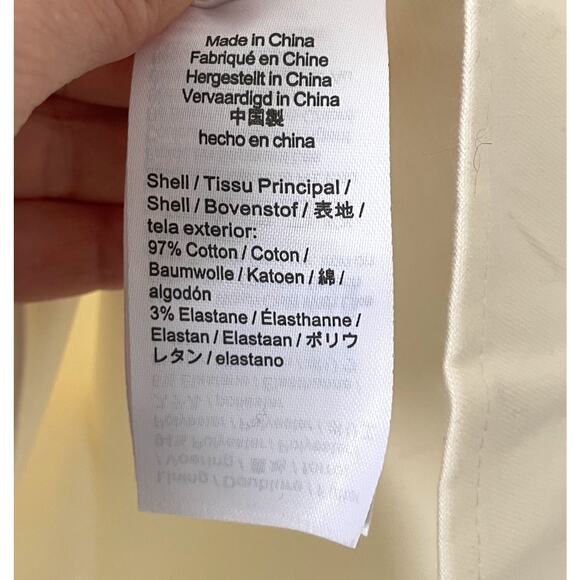 Made in China
Fabriqué en Chine
Hergestellt in China
Vervaardigd in China
中国製
hecho en china
Shell / Tissu Principal /
Shell / Bovenstof / 表地 /
tela exterior:
97% Cotton / Coton /
Baumwolle / Katoen / 綿 /
algodón
3% Elastane / Élasthanne /
Elastan / Elastaan / ポリウ
レタン / elastano